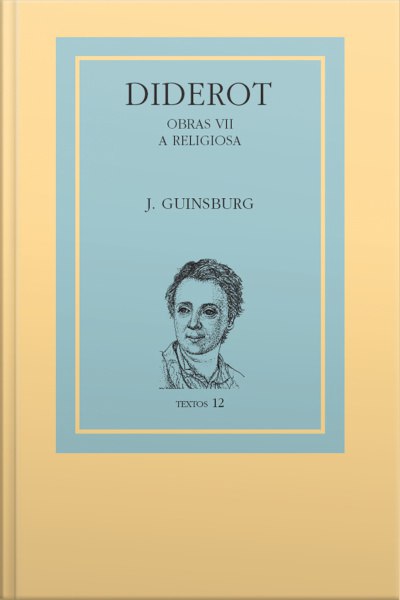 DIDEROT
OBRAS VII
A RELIGIOSA
J. GUINSBURG
TEXTOS 12